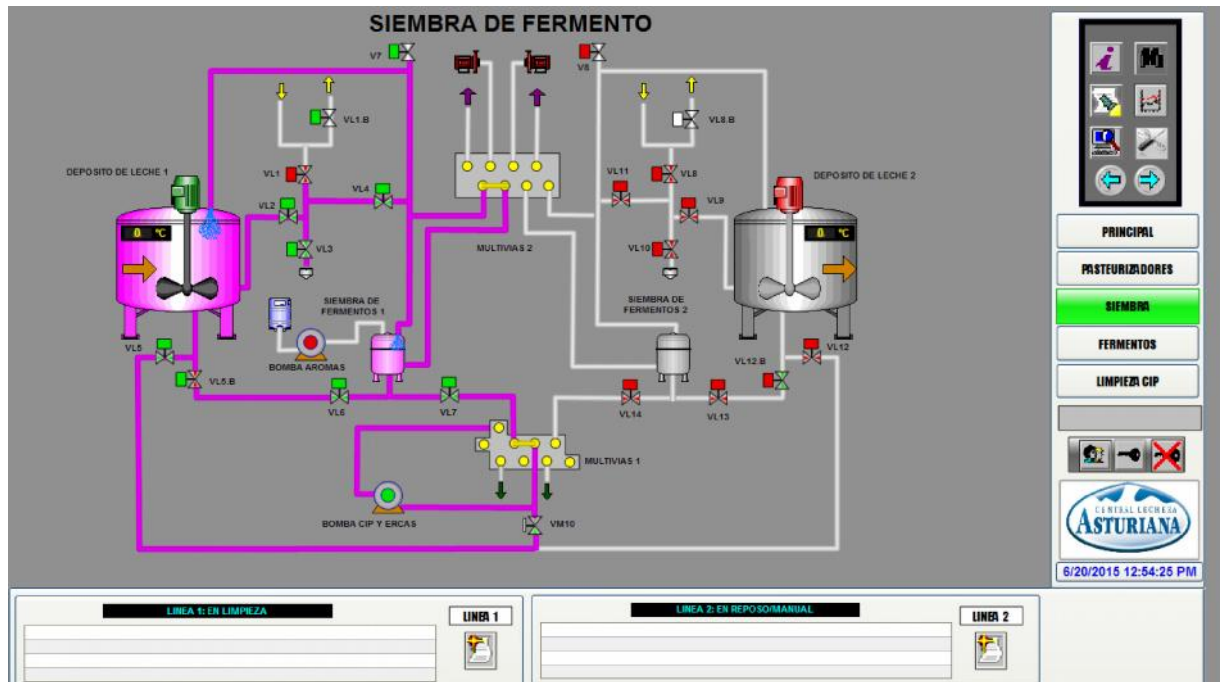 SIEMBRA DE FERMENTO
V7
V8
VL1.B
VL8.B
DEPOSITO DE LECHE 1
VL1
VL4
VL11
VL8
DEPOSITO DE LECHE 2
VL2
VL9
0 ºC
VL3
MULTIVIAS 2
VL10
0 ºC
SIEMBRA DE
FERMENTOS 1
SIEMBRA DE
FERMENTOS 2
VL5
BOMBA AROMAS
VL12.B
VL12
VL5.B
VL6
VL7
VL14
VL13
MULTIVIAS 1
BOMBA CIP Y ERCAS
VM10
PRINCIPAL
PASTEURIZADORES
SIEMBRA
FERMENTOS
LIMPIEZA CIP
CENTRAL LECHERA
ASTURIANA
6/20/2015 12:54:25 PM
LINEA 1: EN LIMPIEZA
LINEA 1
LINEA 2: EN REPOSO/MANUAL
LINEA 2